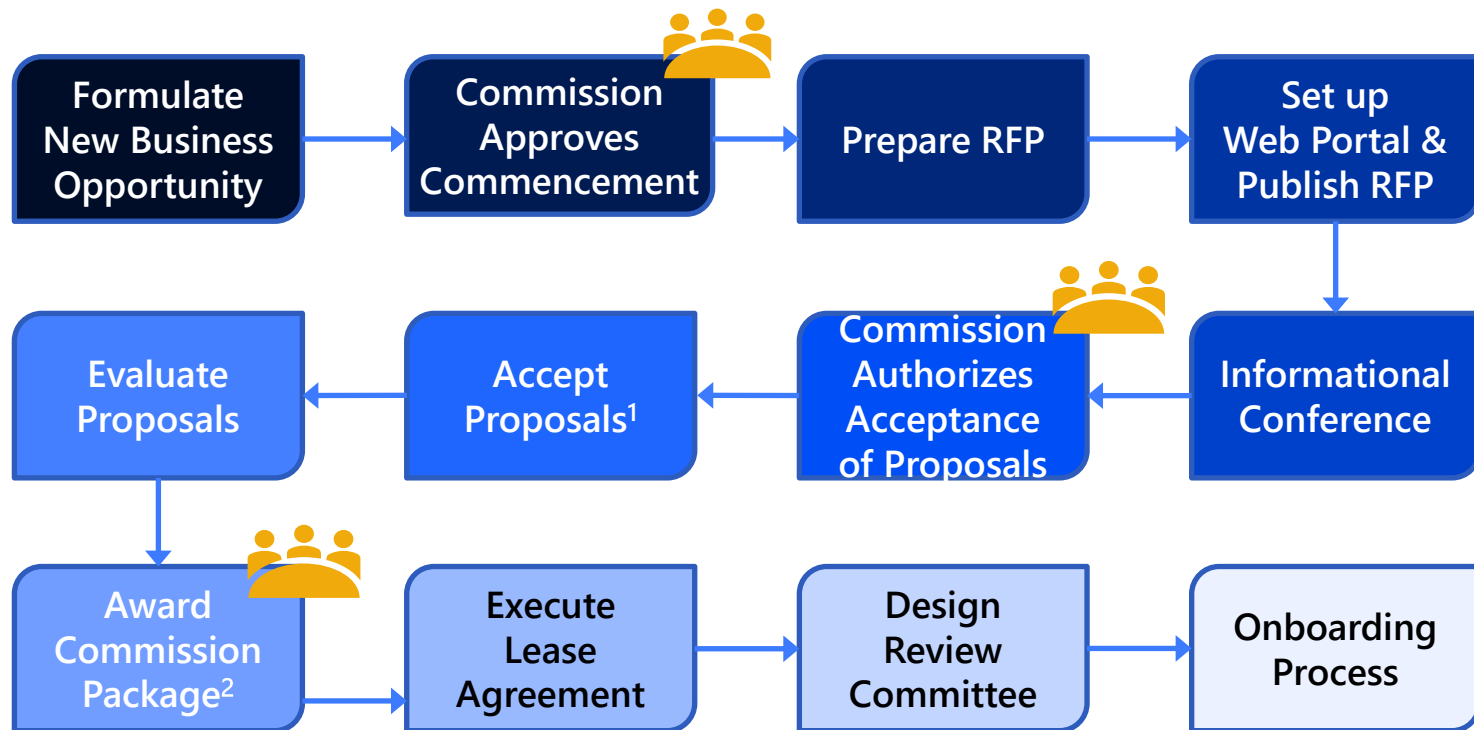 Formulate
New Business
Opportunity
Commission
Approves
Commencement
Prepare RFP
Set up
Web Portal &
Publish RFP
Informational
Conference
Commission
Authorizes
Acceptance
of Proposals
Accept
Proposals¹
Evaluate
Proposals
Award
Commission
Package²
Execute
Lease
Agreement
Design
Review
Committee
Onboarding
Process